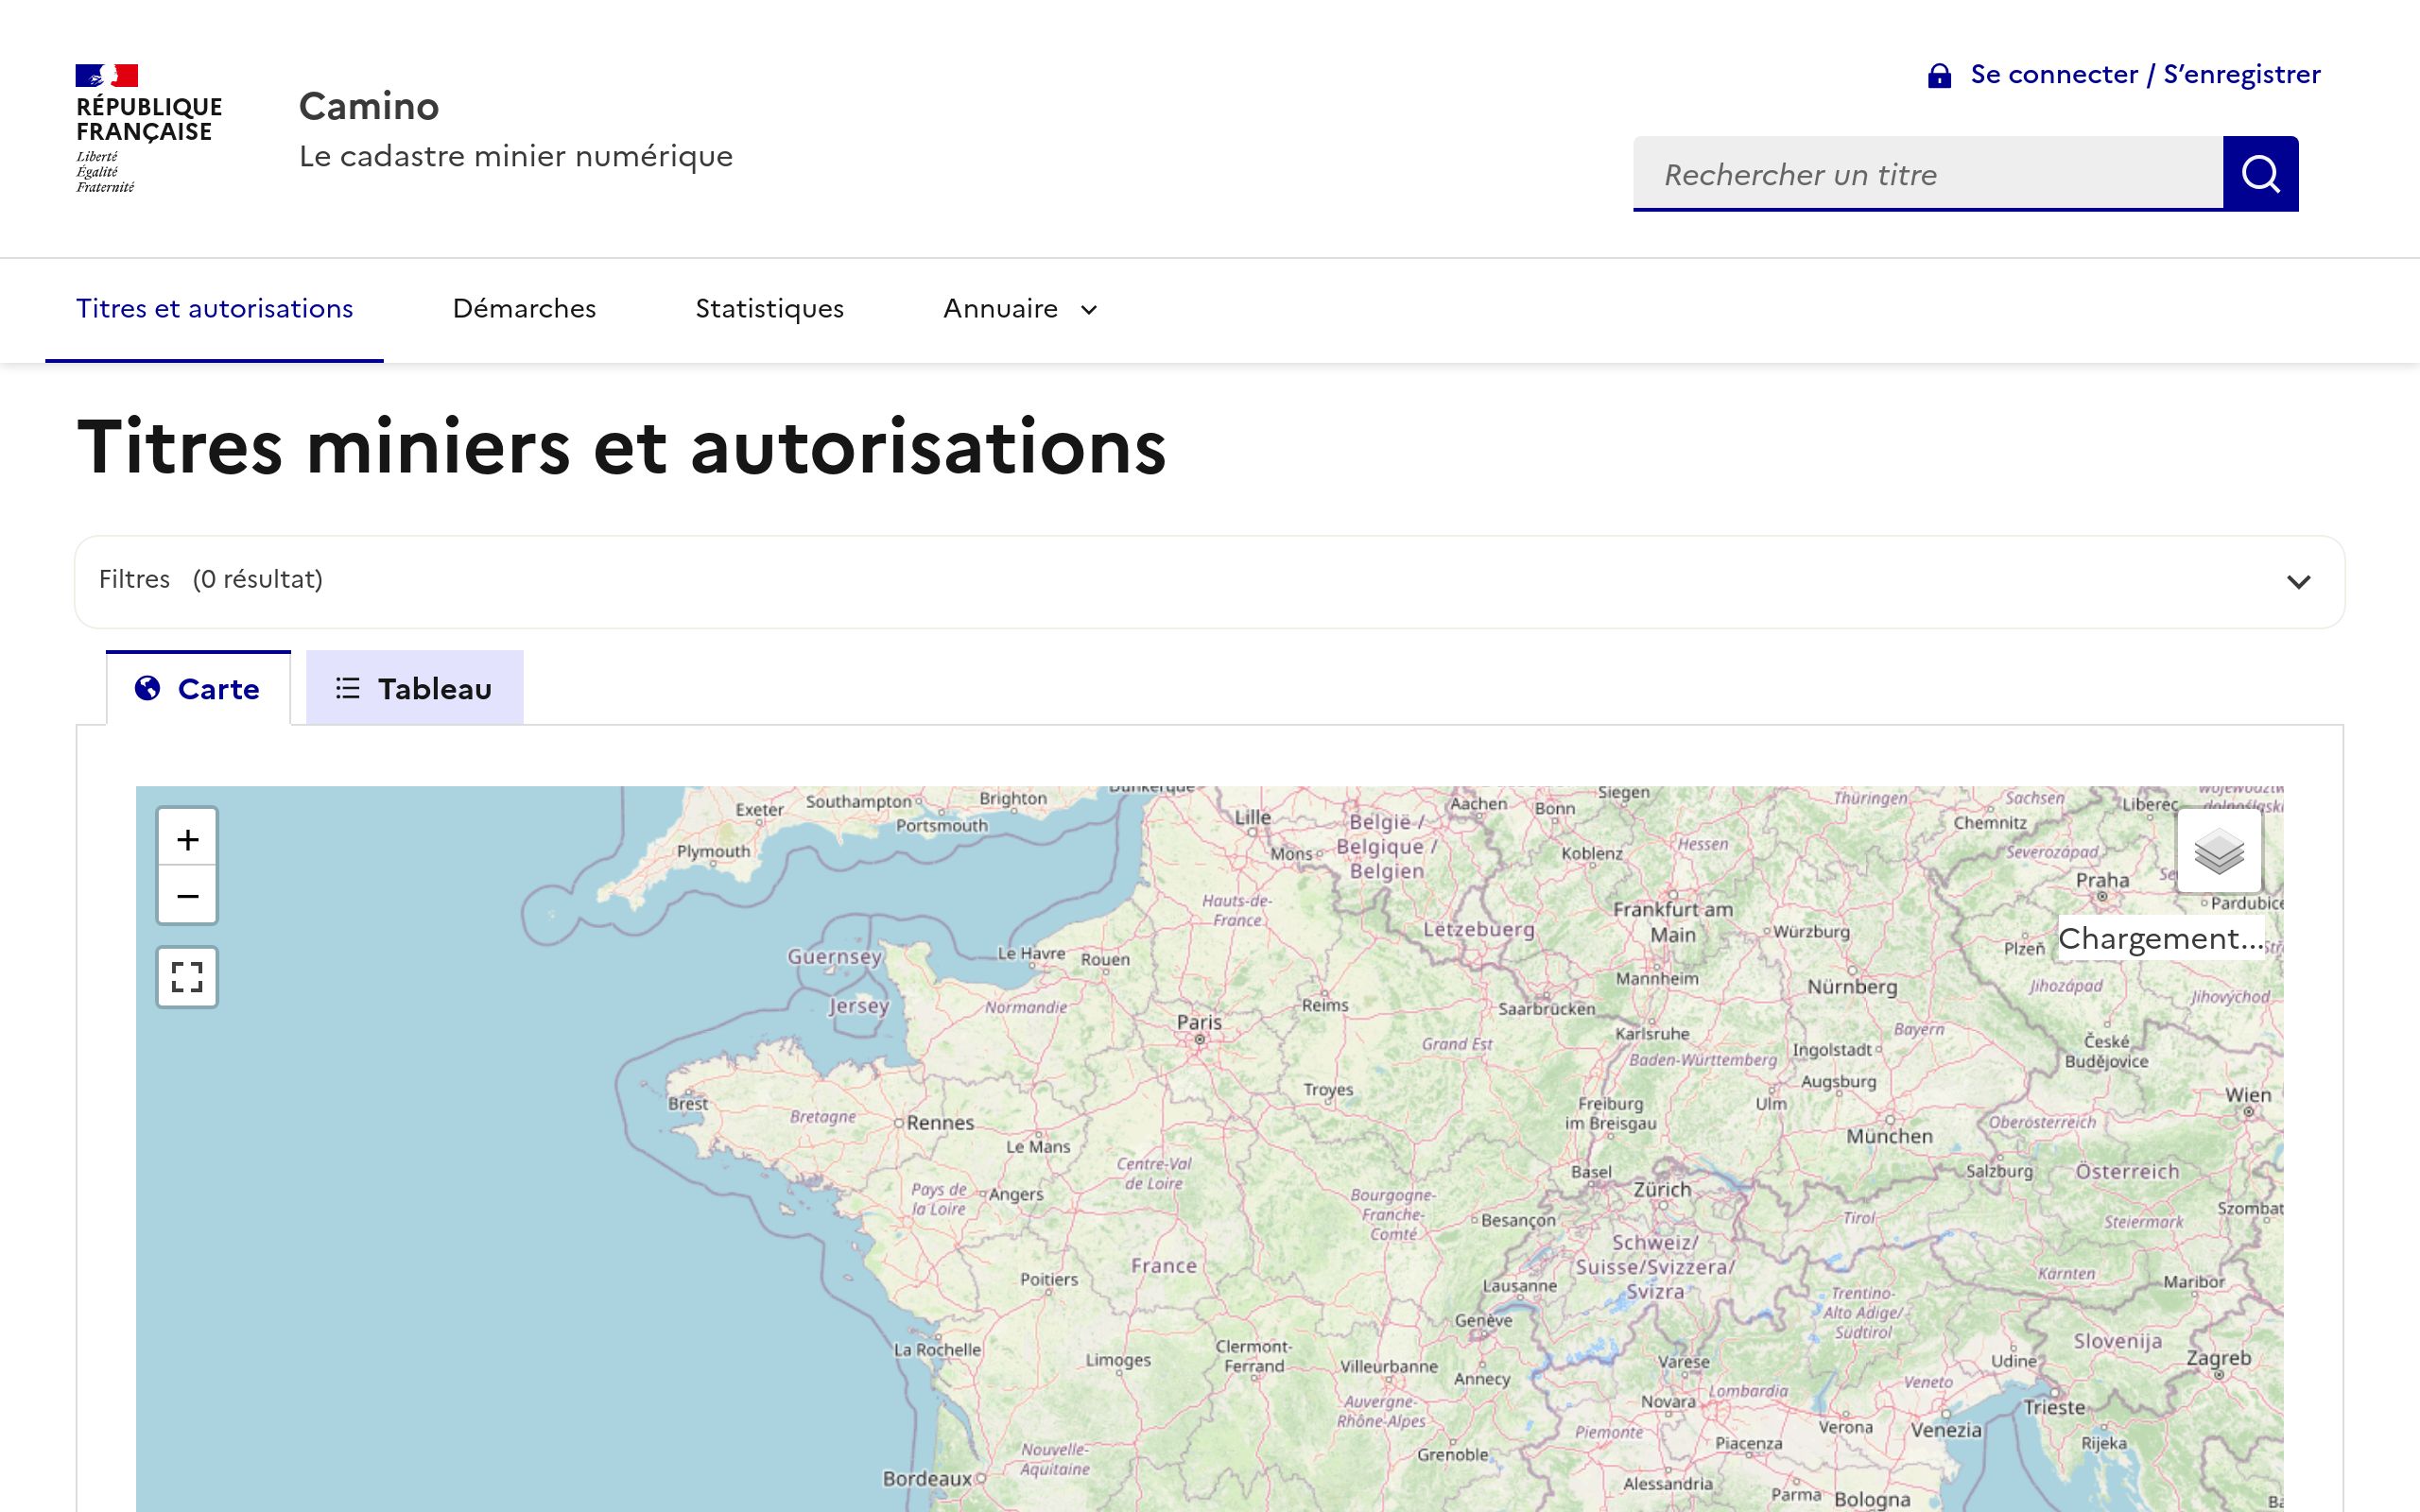 RÉPUBLIQUE
FRANÇAISE
Liberté
Égalité
Fraternité
Camino
Le cadastre minier numérique
Se connecter / S’enregistrer
Rechercher un titre
Titres et autorisations
Démarches
Statistiques
Annuaire
Titres miniers et autorisations
Filtres (0 résultat)
Carte
Tableau
+
−
Chargement...
Exeter
Southampton
Brighton
Portsmouth
Plymouth
Dunkerque
Lille
Mons
België /
Belgique /
Belgien
Aachen
Bonn
Siegen
Koblenz
Hessen
Thüringen
Sachsen
Chemnitz
Liberec
Severozápad
Praha
Pardubice
Hauts-de-
France
Lëtzebuerg
Frankfurt am
Main
Würzburg
Plzeň
Guernsey
Jersey
Le Havre
Rouen
Normandie
Paris
Reims
Saarbrücken
Mannheim
Nürnberg
Jihozápad
Jihovýchod
Karlsruhe
Bayern
Grand Est
Baden-Württemberg
Ingolstadt
České
Budějovice
Augsburg
Troyes
Brest
Bretagne
Rennes
Le Mans
Freiburg
im Breisgau
Ulm
München
Wien
Oberösterreich
Salzburg
Österreich
Centre-Val
de Loire
Pays de
la Loire
Angers
Basel
Zürich
Bourgogne-
Franche-
Comté
Besançon
Tirol
Steiermark
Szombat
France
Poitiers
Schweiz/
Suisse/Svizzera/
Svizra
Lausanne
Genève
Kärnten
Maribor
Trentino-
Alto Adige/
Südtirol
Slovenija
La Rochelle
Limoges
Clermont-
Ferrand
Villeurbanne
Annecy
Varese
Udine
Zagreb
Novara
Lombardia
Veneto
Auvergne-
Rhône-Alpes
Trieste
Grenoble
Piemonte
Piacenza
Verona
Venezia
Rijeka
Nouvelle-
Aquitaine
Bordeaux
Alessandria
Parma
Bologna